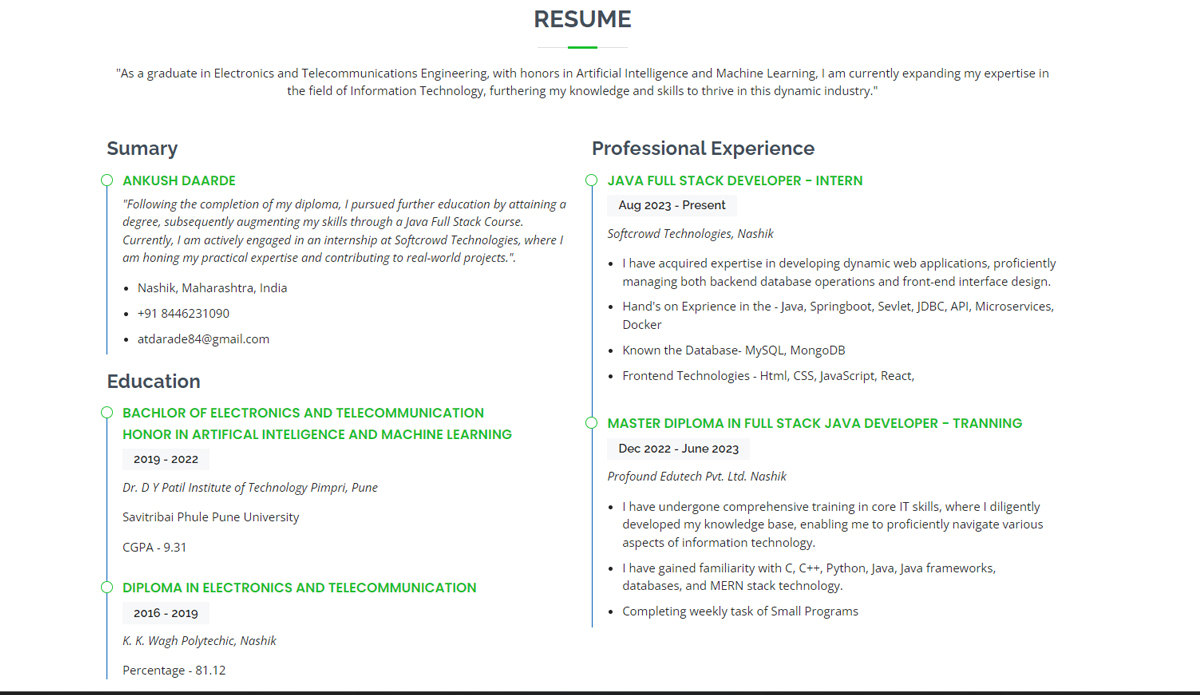 RESUME
"As a graduate in Electronics and Telecommunications Engineering, with honors in Artificial Intelligence and Machine Learning, I am currently expanding my expertise in
the field of Information Technology, furthering my knowledge and skills to thrive in this dynamic industry."
Sumary
ANKUSH DAARDE
"Following the completion of my diploma, I pursued further education by attaining a
degree, subsequently augmenting my skills through a Java Full Stack Course.
Currently, I am actively engaged in an internship at Softcrowd Technologies, where I
am honing my practical expertise and contributing to real-world projects.".
Nashik, Maharashtra, India
+91 8446231090
atdarade84@gmail.com
Education
BACHLOR OF ELECTRONICS AND TELECOMMUNICATION
HONOR IN ARTIFICAL INTELIGENCE AND MACHINE LEARNING
2019 - 2022
Dr. D Y Patil Institute of Technology Pimpri, Pune
Savitribai Phule Pune University
CGPA - 9.31
DIPLOMA IN ELECTRONICS AND TELECOMMUNICATION
2016 - 2019
K. K. Wagh Polytechic, Nashik
Percentage - 81.12
Professional Experience
JAVA FULL STACK DEVELOPER - INTERN
Aug 2023 - Present
Softcrowd Technologies, Nashik
I have acquired expertise in developing dynamic web applications, proficiently
managing both backend database operations and front-end interface design.
Hand's on Exprience in the - Java, Springboot, Sevlet, JDBC, API, Microservices,
Docker
Known the Database- MySQL, MongoDB
Frontend Technologies - Html, CSS, JavaScript, React,
MASTER DIPLOMA IN FULL STACK JAVA DEVELOPER - TRANNING
Dec 2022 - June 2023
Profound Edutech Pvt. Ltd. Nashik
I have undergone comprehensive training in core IT skills, where I diligently
developed my knowledge base, enabling me to proficiently navigate various
aspects of information technology.
I have gained familiarity with C, C++, Python, Java, Java frameworks,
databases, and MERN stack technology.
Completing weekly task of Small Programs